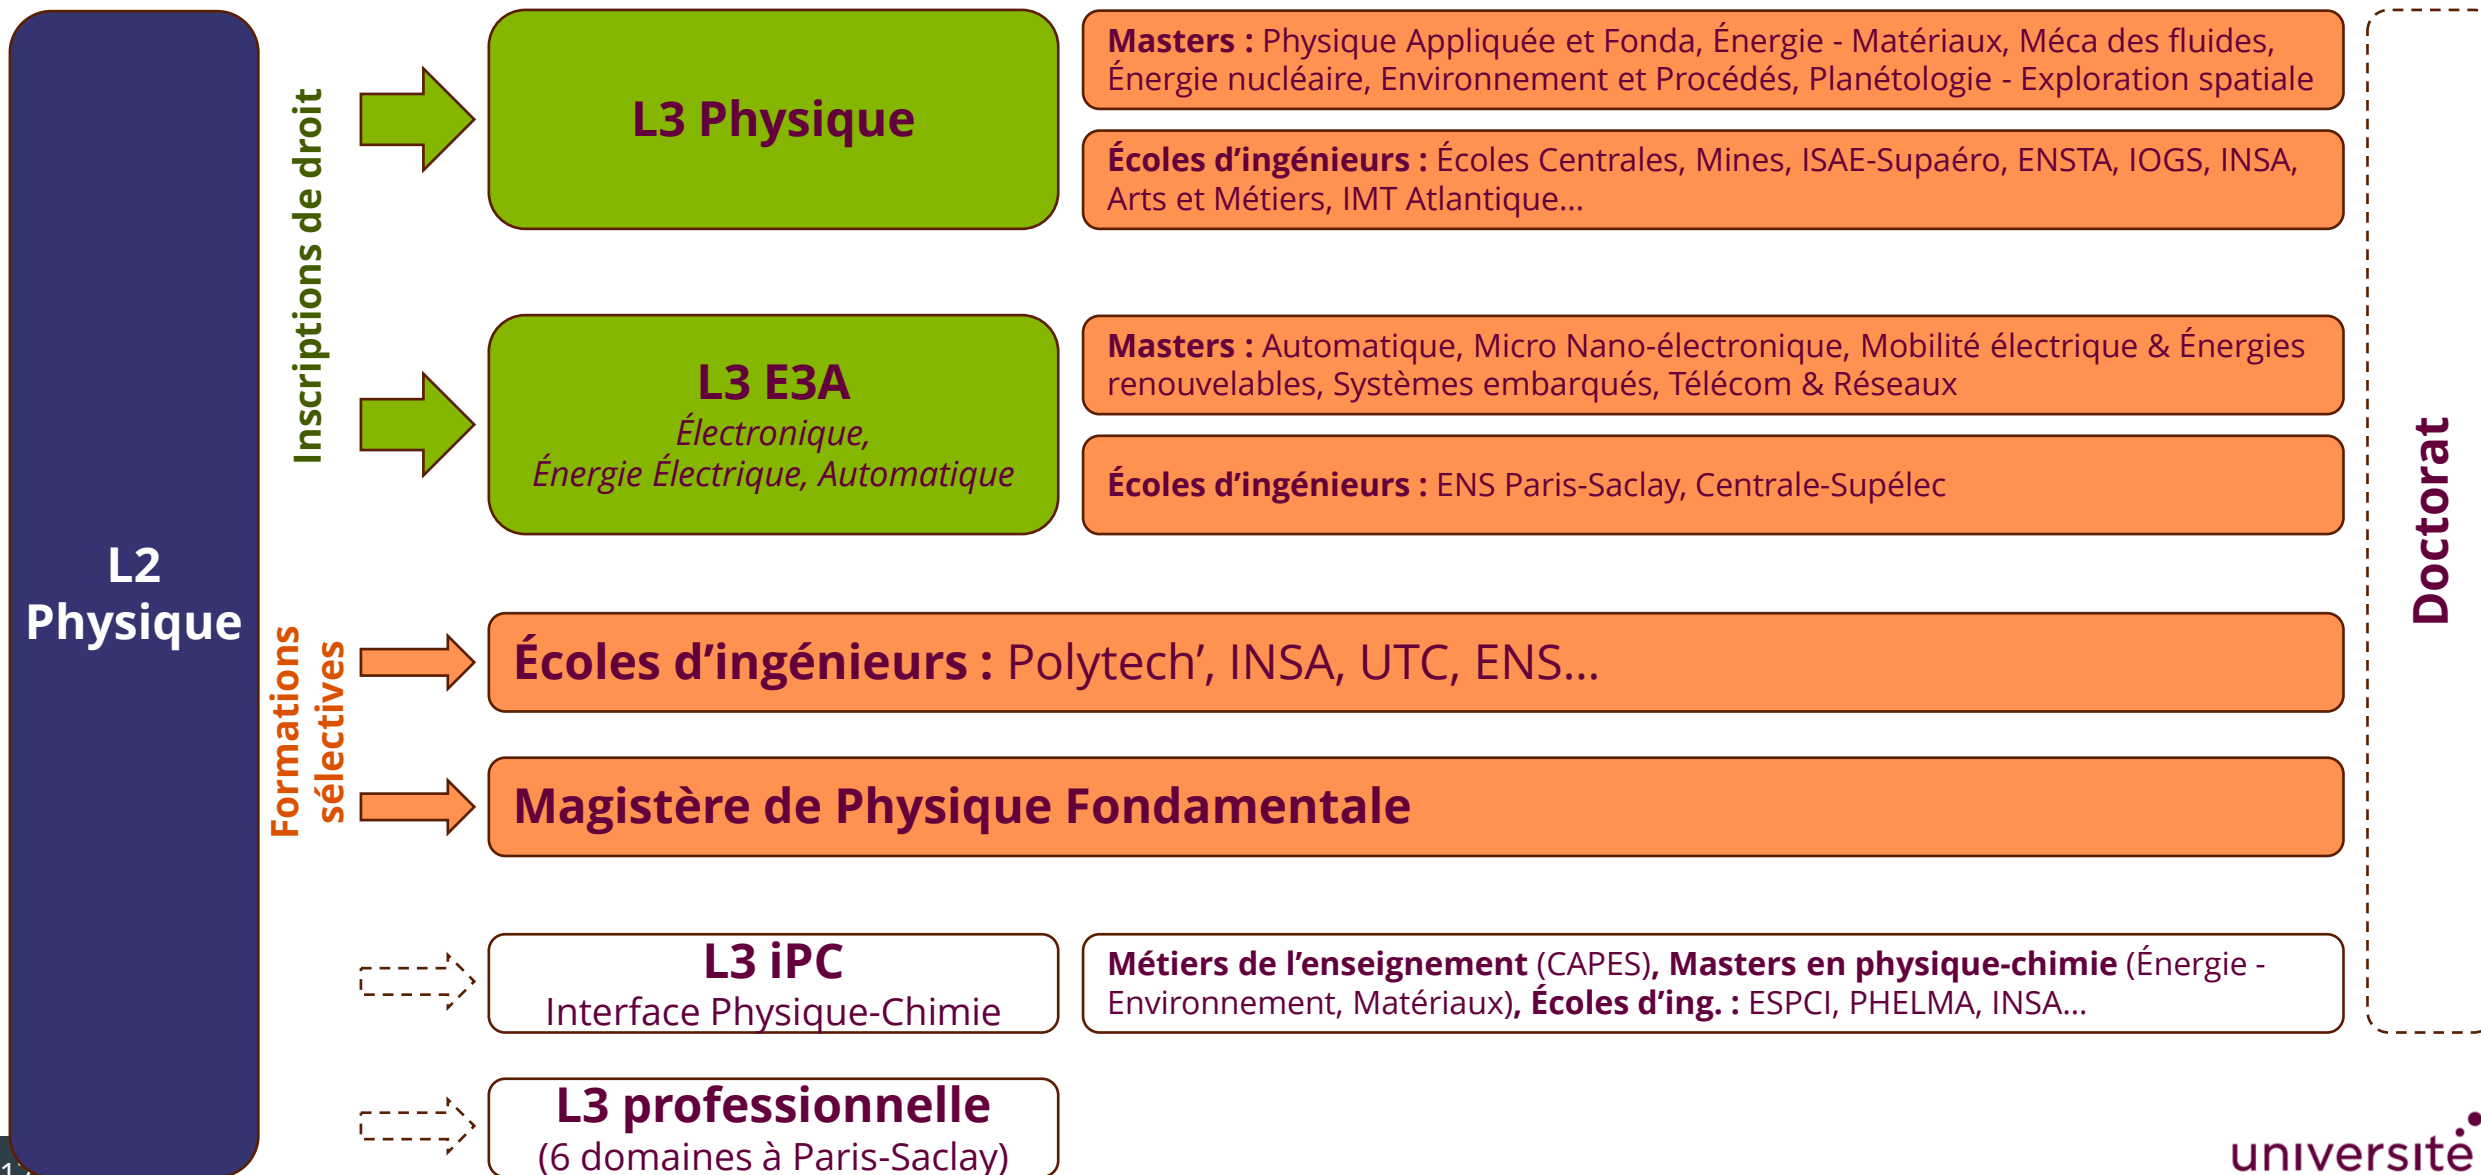 L2
Physique
Inscriptions de droit
L3 Physique
Masters : Physique Appliquée et Fonda, Énergie - Matériaux, Méca des fluides,
Énergie nucléaire, Environnement et Procédés, Planétologie - Exploration spatiale
Écoles d’ingénieurs : Écoles Centrales, Mines, ISAE-Supaéro, ENSTA, IOGS, INSA,
Arts et Métiers, IMT Atlantique…
L3 E3A
Électronique,
Énergie Électrique, Automatique
Masters : Automatique, Micro Nano-électronique, Mobilité électrique & Énergies
renouvelables, Systèmes embarqués, Télécom & Réseaux
Écoles d’ingénieurs : ENS Paris-Saclay, Centrale-Supélec
Formations
sélectives
Écoles d’ingénieurs : Polytech’, INSA, UTC, ENS…
Magistère de Physique Fondamentale
L3 iPC
Interface Physique-Chimie
Métiers de l’enseignement (CAPES), Masters en physique-chimie (Énergie -
Environnement, Matériaux), Écoles d’ing. : ESPCI, PHELMA, INSA…
L3 professionnelle
(6 domaines à Paris-Saclay)
Doctorat
université